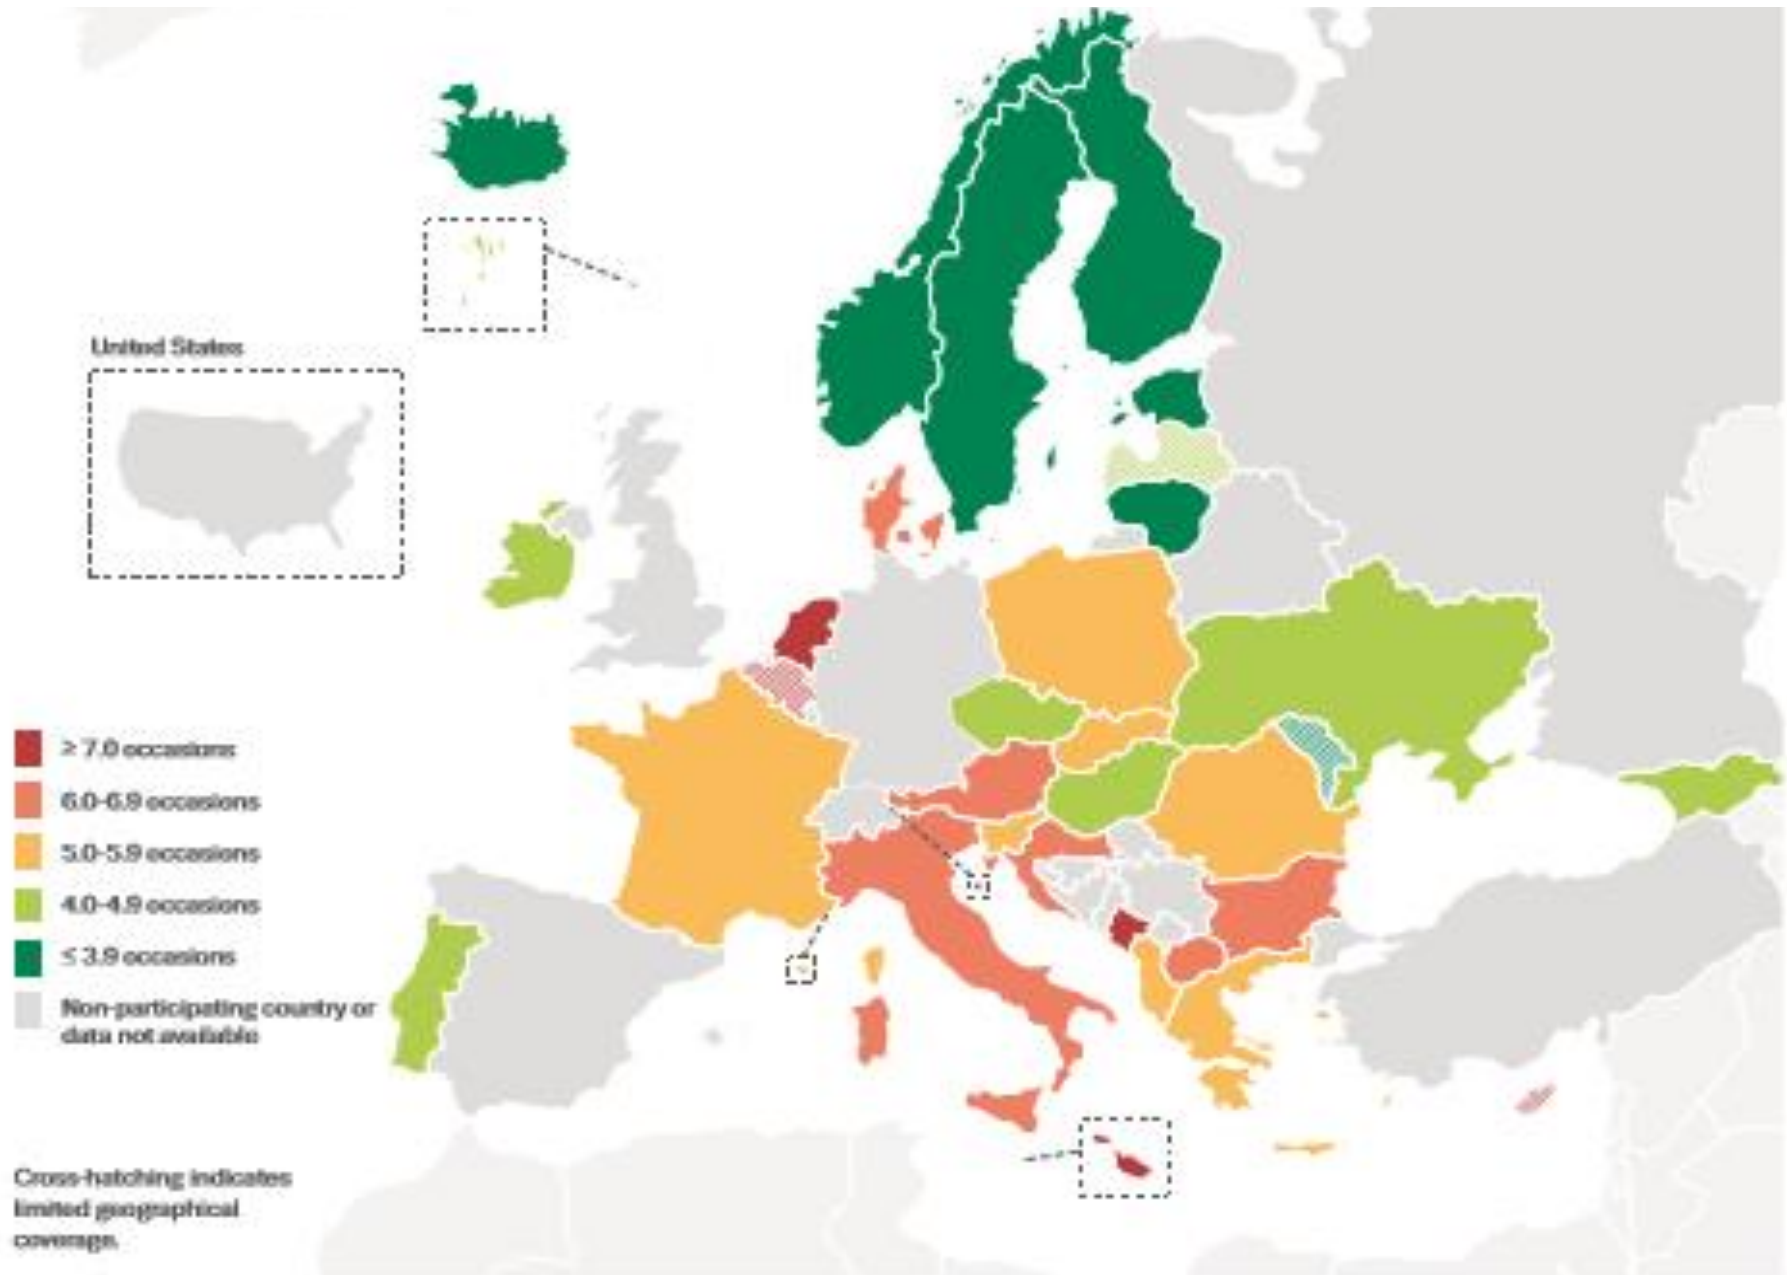 United States
≥ 7.0 occasions
6.0-6.9 occasions
5.0-5.9 occasions
4.0-4.9 occasions
≤ 3.9 occasions
Non-participating country or
data not available
Cross-hatching indicates
limited geographical
coverage.